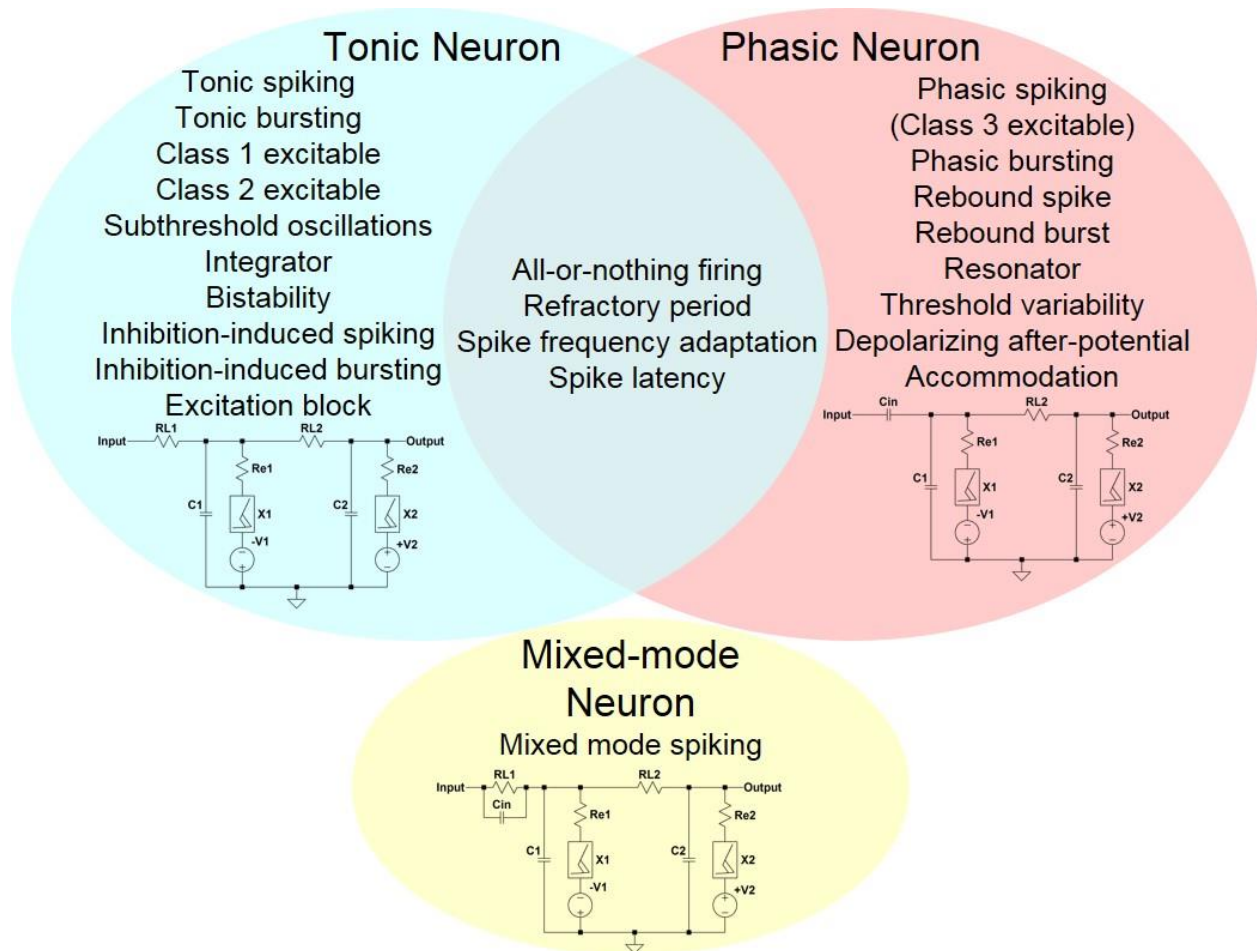 Tonic Neuron
Tonic spiking
Tonic bursting
Class 1 excitable
Class 2 excitable
Subthreshold oscillations
Integrator
Bistability
Inhibition-induced spiking
Inhibition-induced bursting
Excitation block
Input
RL1
RL2
Output
Re1
Re2
C1
X1
C2
X2
-V1
+V2
All-or-nothing firing
Refractory period
Spike frequency adaptation
Spike latency
Phasic Neuron
Phasic spiking
(Class 3 excitable)
Phasic bursting
Rebound spike
Rebound burst
Resonator
Threshold variability
Depolarizing after-potential
Accommodation
Input
Cin
RL2
Output
Re1
Re2
C1
X1
C2
X2
-V1
+V2
Mixed-mode
Neuron
Mixed mode spiking
Input
RL1
RL2
Output
Cin
Re1
Re2
C1
X1
C2
X2
-V1
+V2